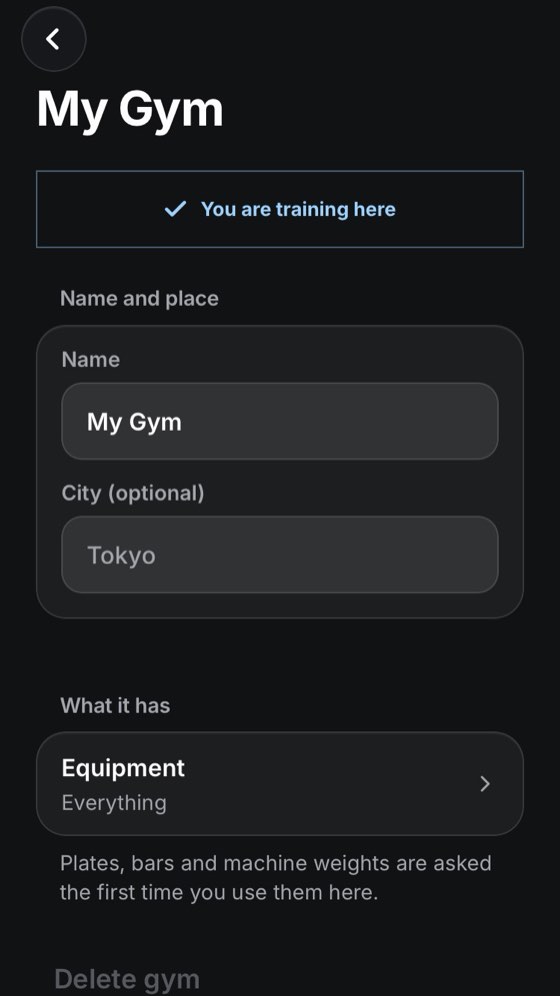 My Gym
You are training here
Name and place
Name
My Gym
City (optional)
Tokyo
What it has
Equipment
Everything
Plates, bars and machine weights are asked
the first time you use them here.
Delete gym